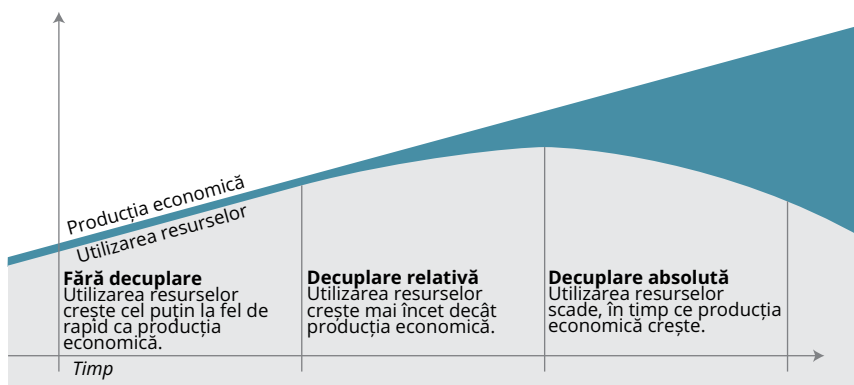 Producția economică
Utilizarea resurselor
Fără decuplare
Utilizarea resurselor
crește cel puțin la fel de
rapid ca producția
economică.
Decuplare relativă
Utilizarea resurselor
crește mai încet decât
producția economică.
Decuplare absolută
Utilizarea resurselor
scade, în timp ce producția
economică crește.
Timp